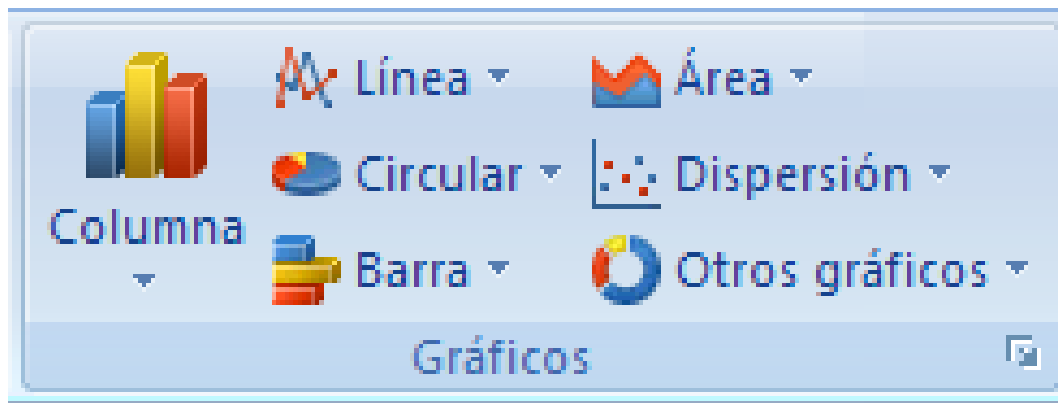 Columna
Línea
Circular
Barra
Área
Dispersión
Otros gráficos
Gráficos